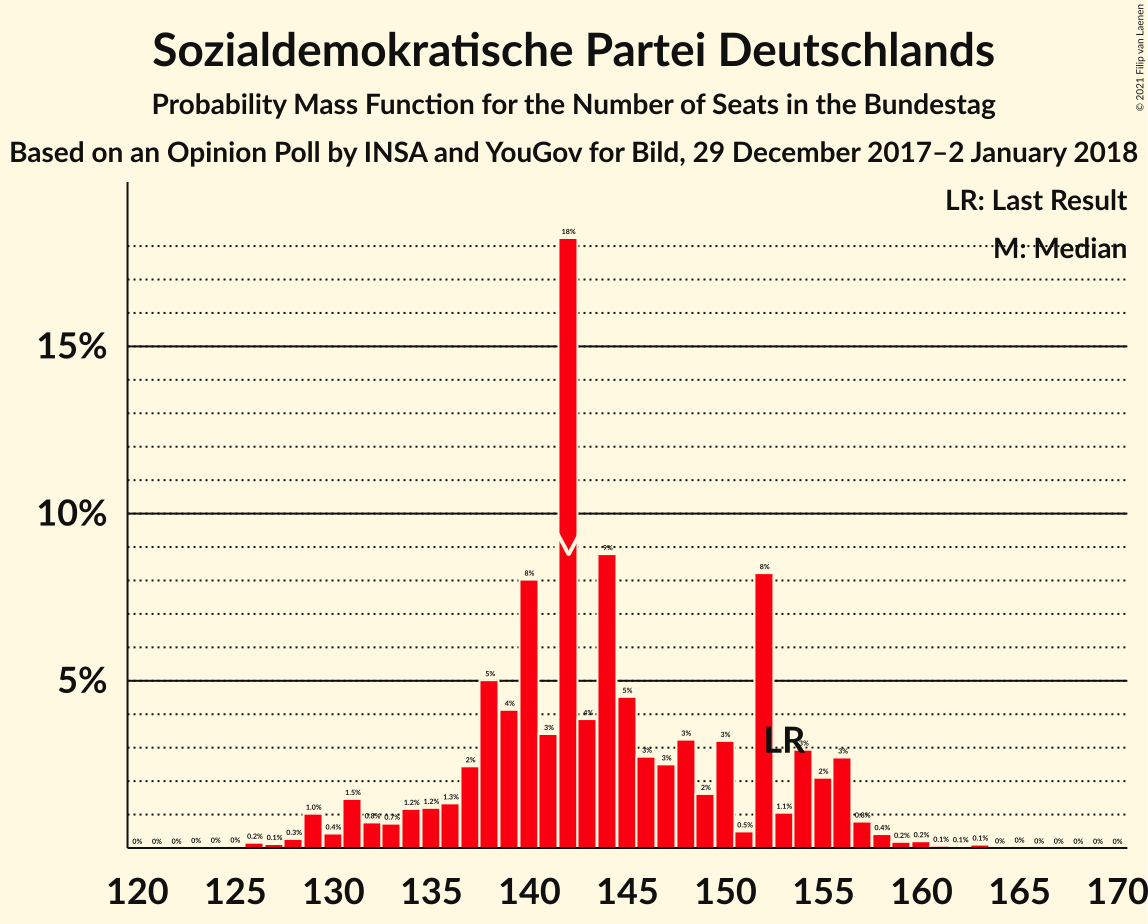 Sozialdemokratische Partei Deutschlands
Probability Mass Function for the Number of Seats in the Bundestag
Based on an Opinion Poll by INSA and YouGov for Bild, 29 December 2017–2 January 2018
© 2021 Filip van Laenen
LR: Last Result
M: Median
15%
10%
5%
0% 0% 0% 0% 0% 0% 0.2% 0.1% 0.3% 1.0% 0.4% 1.5% 0.8% 0.7% 1.2% 1.2% 1.3% 2% 5% 4% 8% 3% 18% 4% 9% 5% 3% 3% 3% 2% 3% 0.5% 8% 1.1% 3% 2% 3% 0.8% 0.4% 0.2% 0.2% 0.1% 0.1% 0.1% 0% 0% 0% 0% 0% 0% 0%
LR
120 125 130 135 140 145 150 155 160 165 170